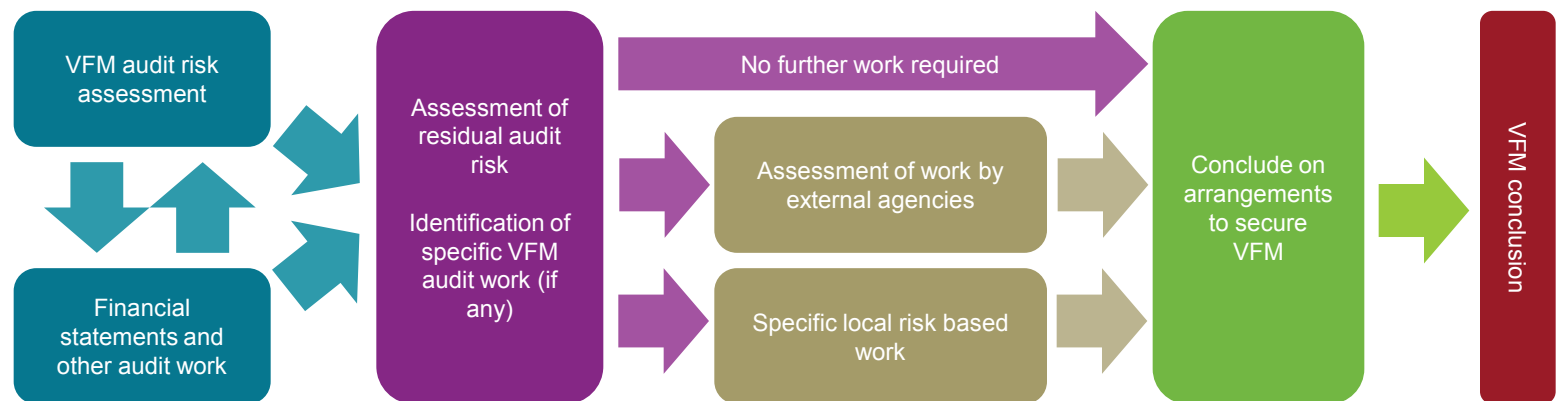 VFM audit risk
assessment
Financial
statements and
other audit work
Assessment of
residual audit
risk
Identification of
specific VFM
audit work (if
any)
No further work required
Assessment of work by
external agencies
Specific local risk based
work
Conclude on
arrangements
to secure
VFM
VFM conclusion